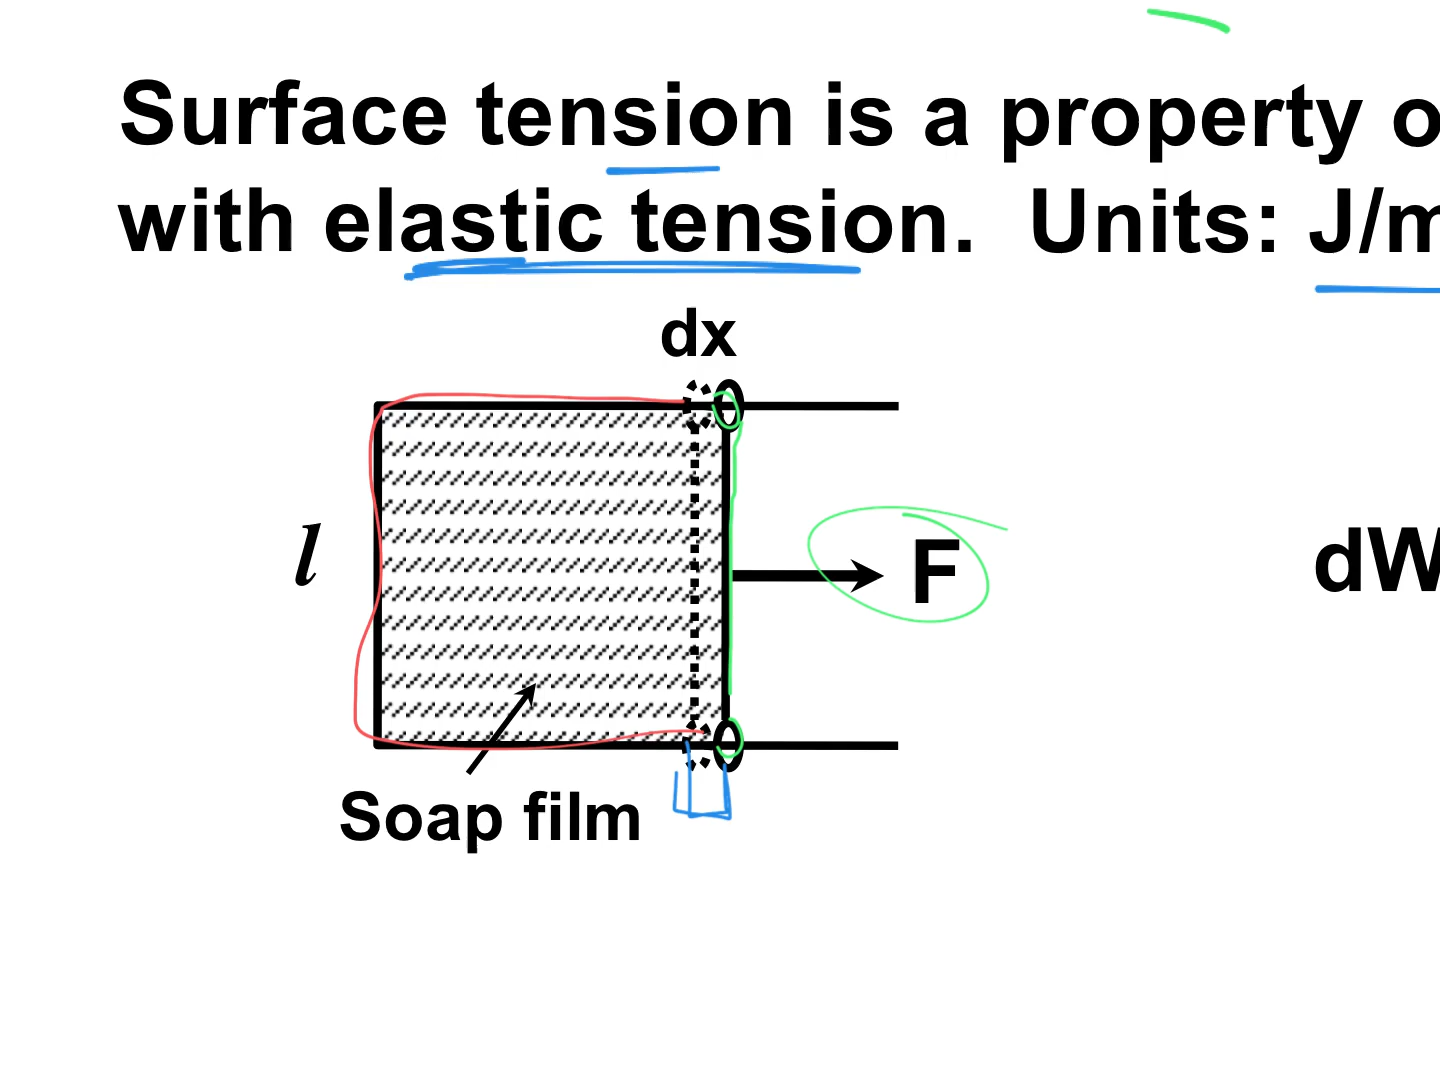 Surface tension is a property o
with elastic tension. Units: J/m
dx
l
F
dW
Soap film